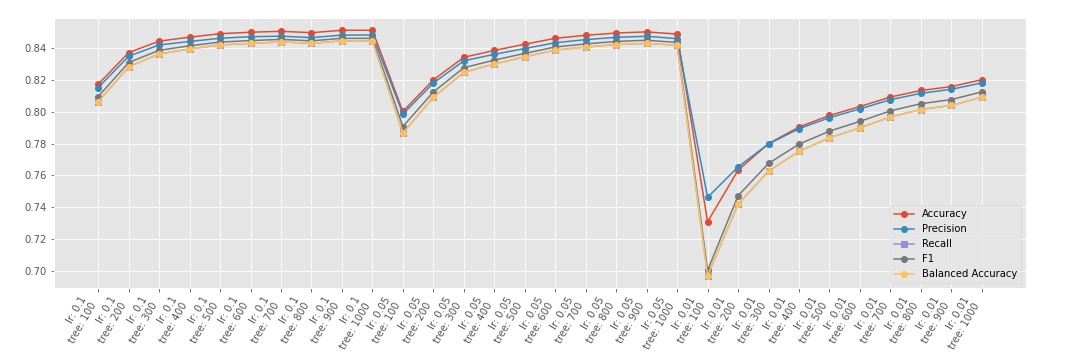 0.84
0.82
0.80
0.78
0.76
0.74
0.72
0.70
Accuracy
Precision
Recall
F1
Balanced Accuracy
lr: 0.1
tree: 100
lr: 0.1
tree: 200
lr: 0.1
tree: 300
lr: 0.1
tree: 400
lr: 0.1
tree: 500
lr: 0.1
tree: 600
lr: 0.1
tree: 700
lr: 0.1
tree: 800
lr: 0.1
tree: 900
lr: 0.1
tree: 1000
lr: 0.05
tree: 100
lr: 0.05
tree: 200
lr: 0.05
tree: 300
lr: 0.05
tree: 400
lr: 0.05
tree: 500
lr: 0.05
tree: 600
lr: 0.05
tree: 700
lr: 0.05
tree: 800
lr: 0.05
tree: 900
lr: 0.05
tree: 1000
lr: 0.01
tree: 100
lr: 0.01
tree: 200
lr: 0.01
tree: 300
lr: 0.01
tree: 400
lr: 0.01
tree: 500
lr: 0.01
tree: 600
lr: 0.01
tree: 700
lr: 0.01
tree: 800
lr: 0.01
tree: 900
lr: 0.01
tree: 1000